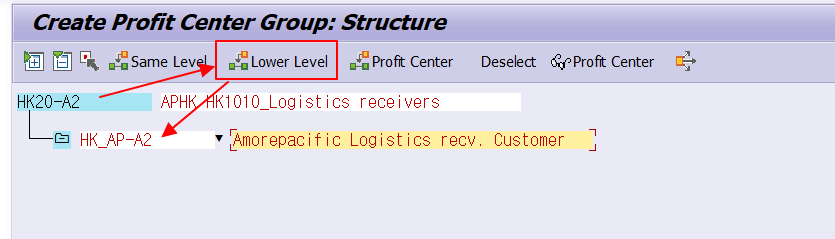 Create Profit Center Group: Structure
Same Level Lower Level Profit Center Deselect Profit Center
HK20-A2 APHK HK1010_Logistics receivers
HK_AP-A2 Amorepacific Logistics recv. Customer